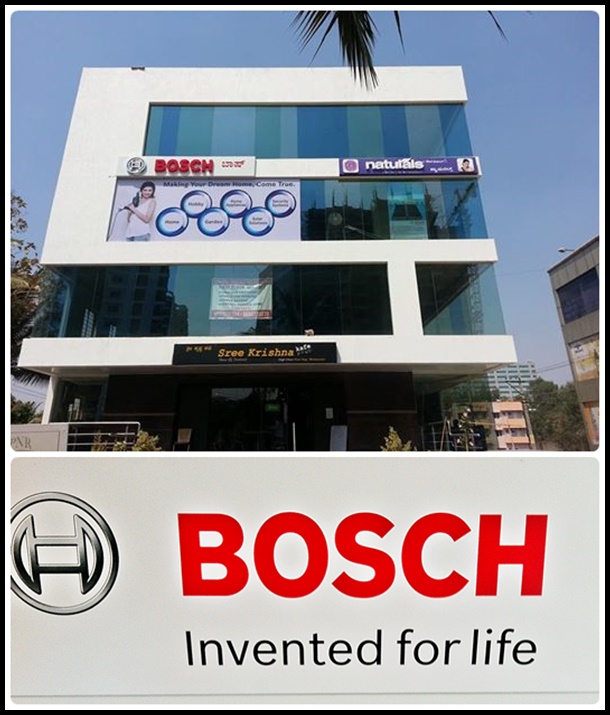 BOSCH ಬಾಷ್
naturals
ನ್ಯಾಚುರಲ್ಸ್
Making Your Dream Home, Come True.
Hobby
Home Appliances
Security Systems
Home
Garden
Solar Solutions
Sree Krishna kafe
PNR
BOSCH
Invented for life